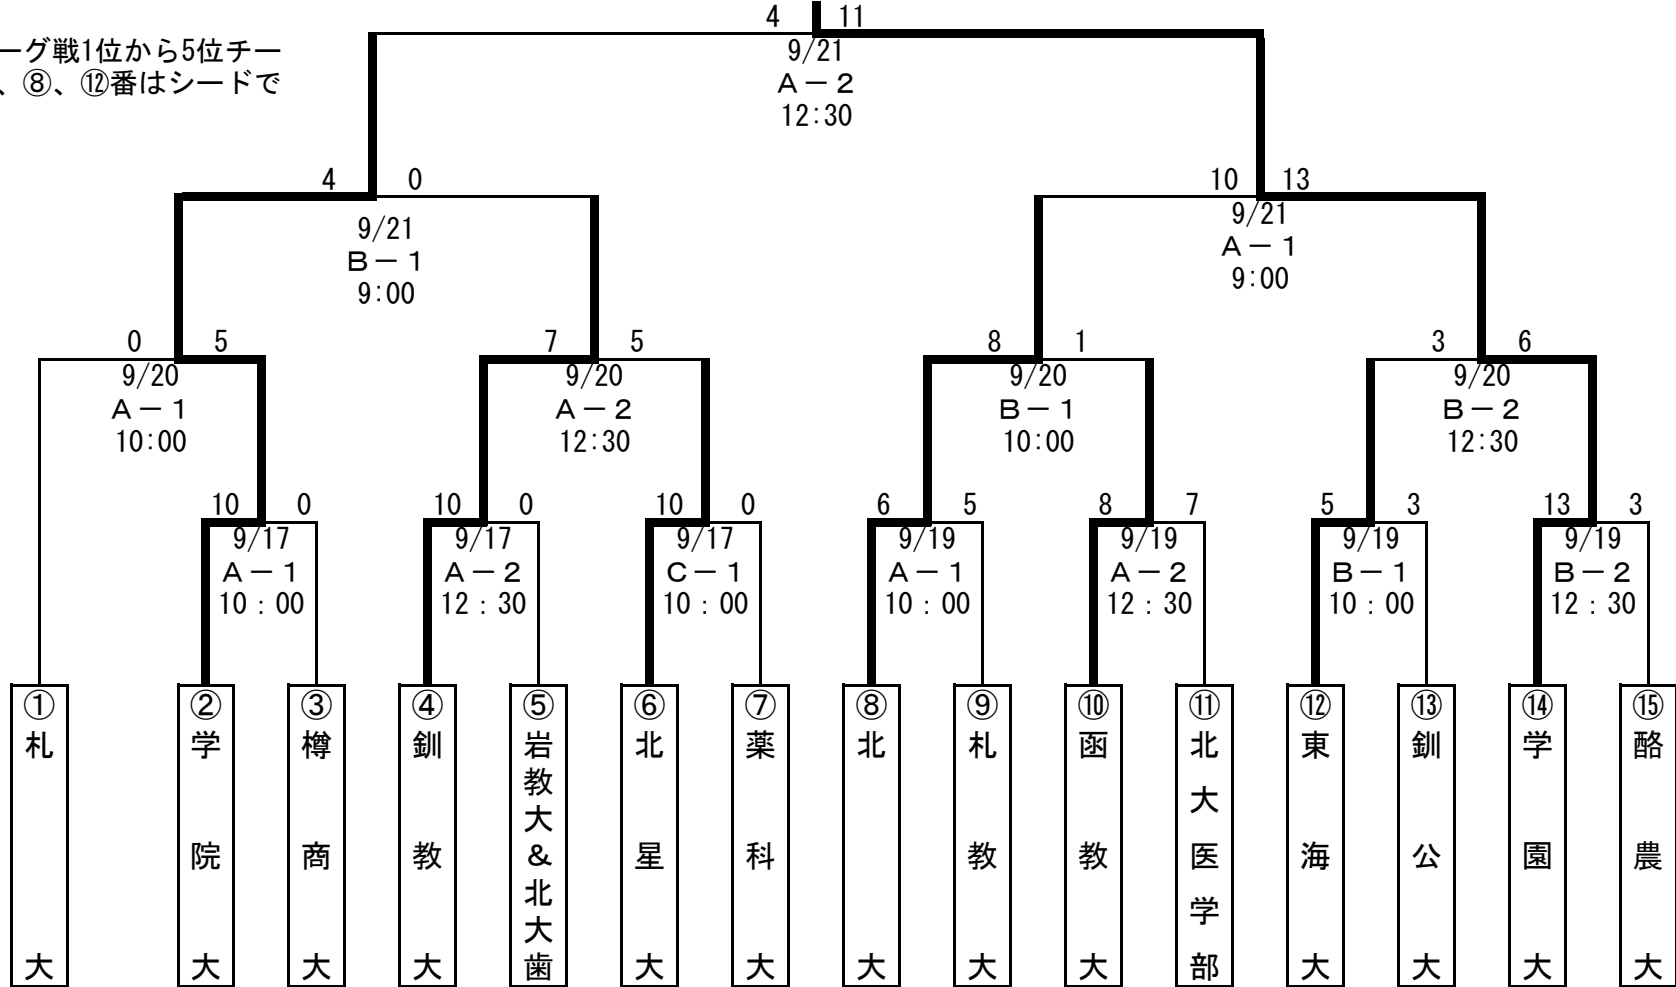 4 11
ーグ戦1位から5位チー
、⑧、⑫番はシードで
9/21
A－2
12:30
4 0
10 13
9/21
B－1
9:00
9/21
A－1
9:00
0 5
7 5
8 1
3 6
9/20
A－1
10:00
9/20
A－2
12:30
9/20
B－1
10:00
9/20
B－2
12:30
10 0
10 0
10 0
6 5
8 7
5 3
13 3
9/17
A－1
10：00
9/17
A－2
12：30
9/17
C－1
10：00
9/19
A－1
10：00
9/19
A－2
12：30
9/19
B－1
10：00
9/19
B－2
12：30
①札大
②学院大
③樽商大
④釧教大
⑤岩教大&北大歯
⑥北星大
⑦薬科大
⑧北大
⑨札教大
⑩函教大
⑪北大医学部
⑫東海大
⑬釧公大
⑭学園大
⑮酪農大